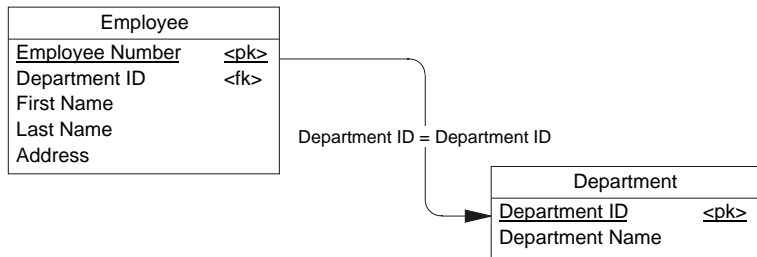 Employee
Employee Number <pk>
Department ID <fk>
First Name
Last Name
Address
Department ID = Department ID
Department
Department ID <pk>
Department Name